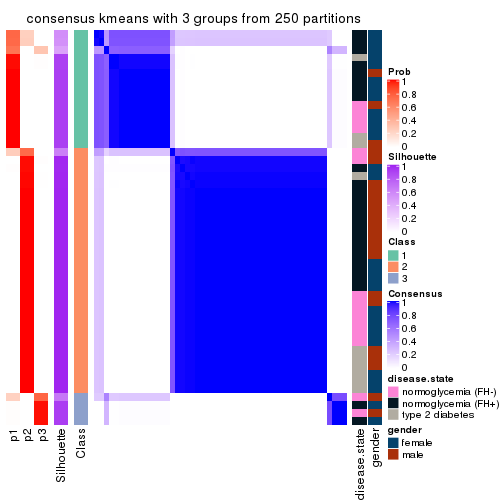 consensus kmeans with 3 groups from 250 partitions
Prob
1
0.8
0.6
0.4
0.2
0
Silhouette
1
0.8
0.6
0.4
0.2
0
Class
1
2
3
Consensus
1
0.8
0.6
0.4
0.2
0
disease.state
normoglycemia (FH-)
normoglycemia (FH+)
type 2 diabetes
gender
female
male
p1
p2
p3
Silhouette
Class
disease.state
gender